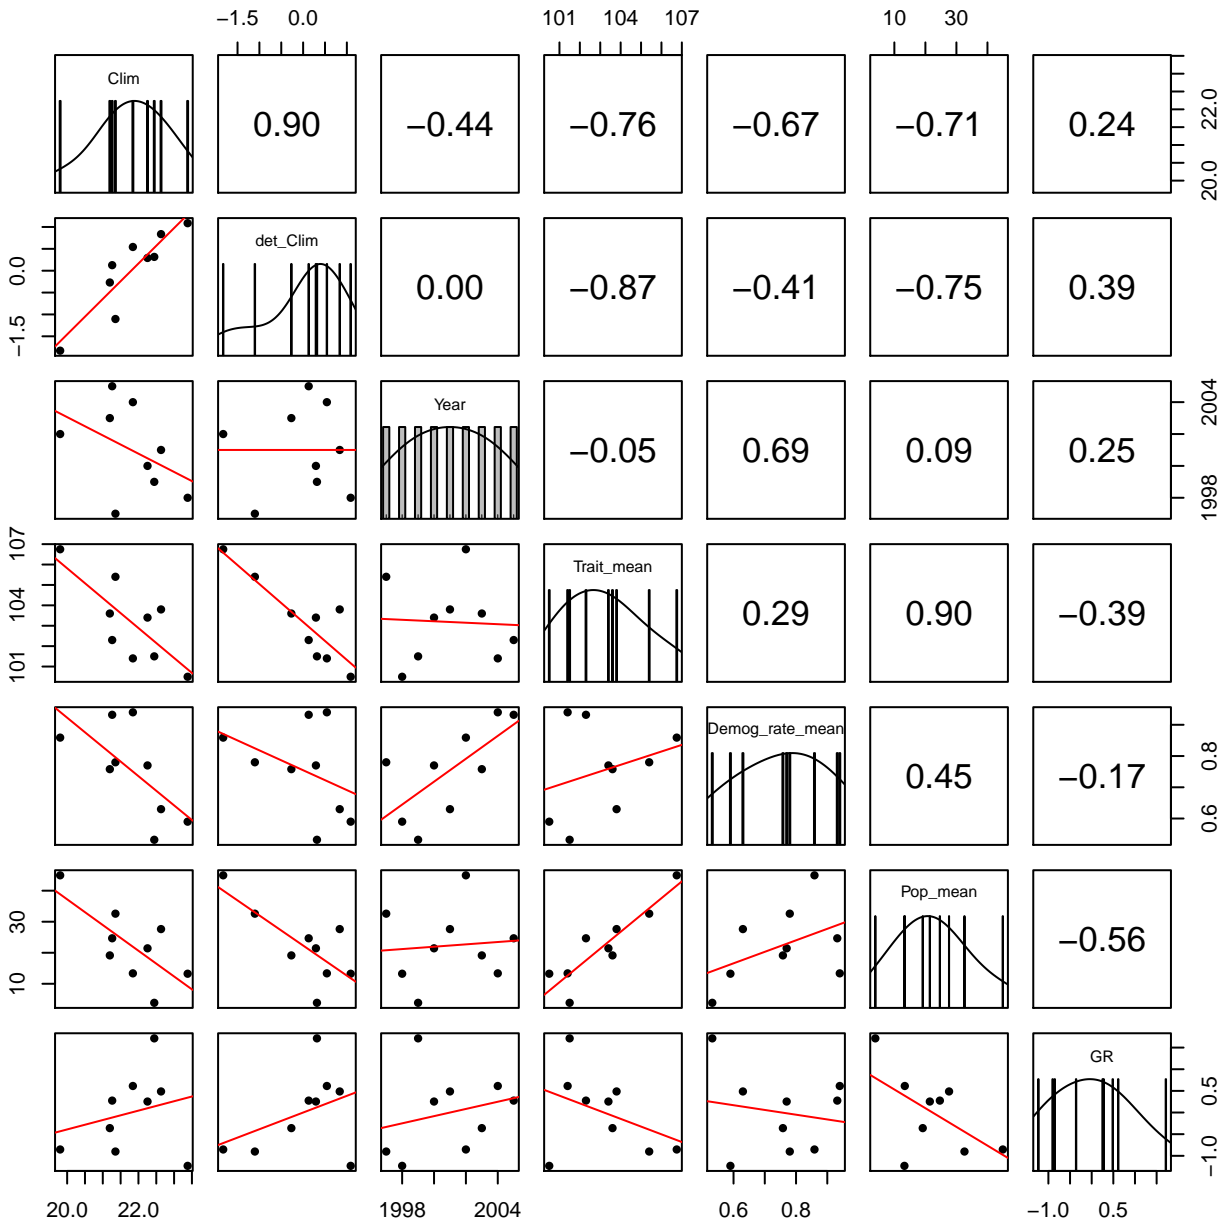 −1.5 0.0 101 104 107 10 30
Clim 0.90 −0.44 −0.76 −0.67 −0.71 0.24 20.0 22.0
−1.5 0.0 det_Clim 0.00 −0.87 −0.41 −0.75 0.39
Year −0.05 0.69 0.09 0.25 1998 2004
101 104 107 Trait_mean 0.29 0.90 −0.39
Demog_rate_mean 0.45 −0.17 0.6 0.8
10 30 Pop_mean −0.56
GR −1.0 0.5
20.0 22.0 1998 2004 0.6 0.8 −1.0 0.5